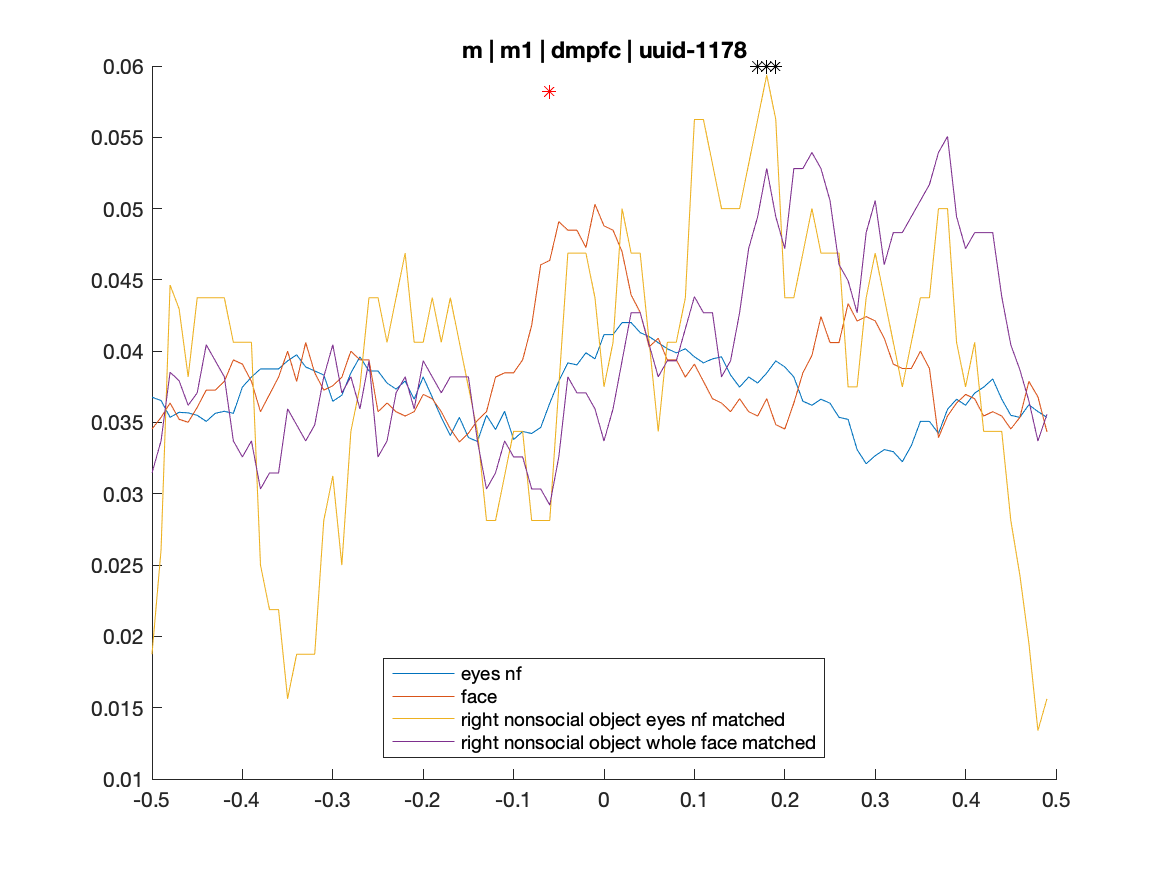 m | m1 | dmpfc | uuid-1178
0.06
0.055
0.05
0.045
0.04
0.035
0.03
0.025
0.02
0.015
0.01
eyes nf
face
right nonsocial object eyes nf matched
right nonsocial object whole face matched
-0.5 -0.4 -0.3 -0.2 -0.1 0 0.1 0.2 0.3 0.4 0.5